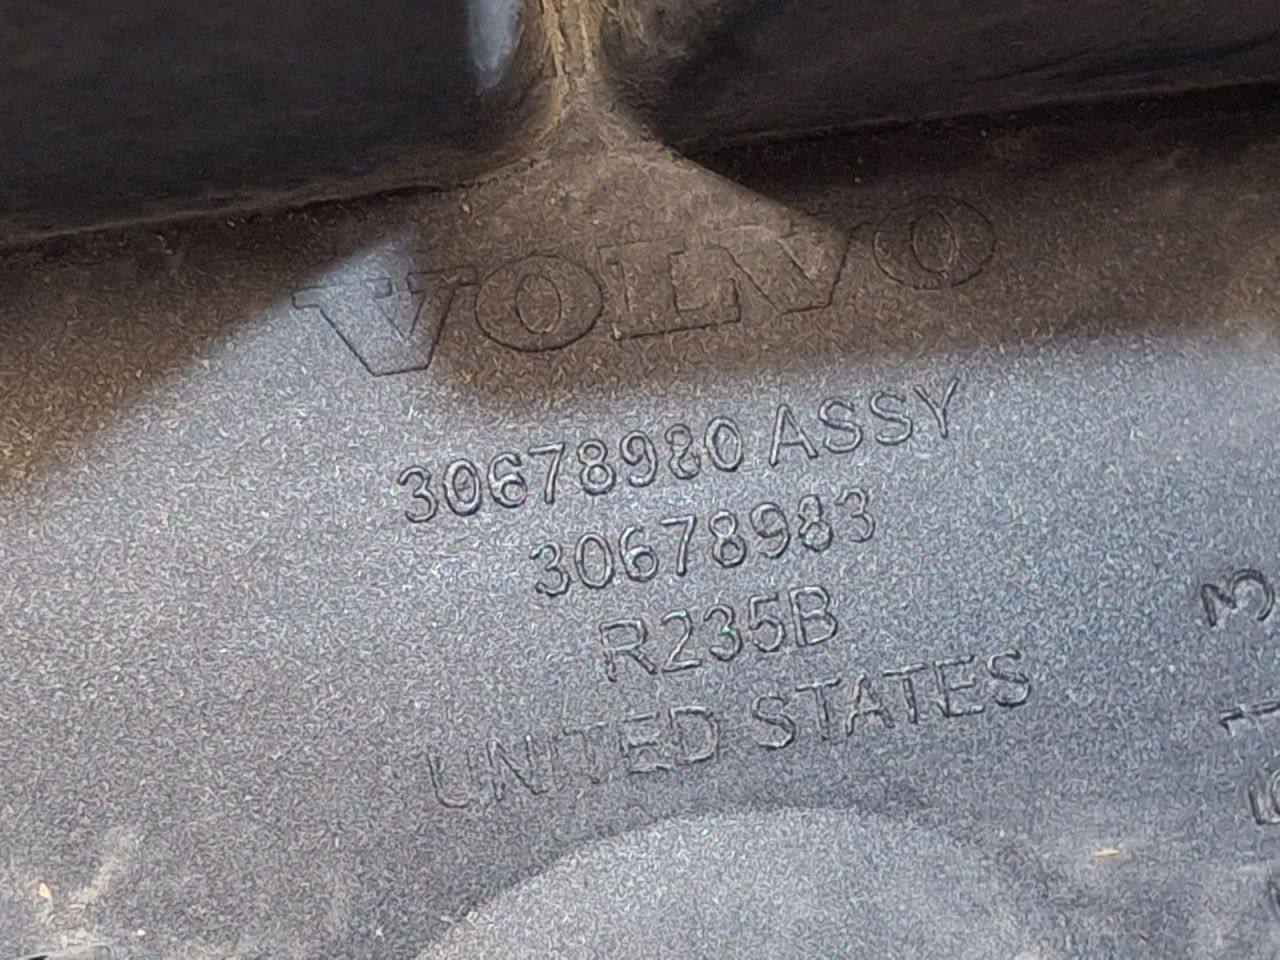 VOLVO
30678980 ASSY
30678983
R235B
UNITED STATES